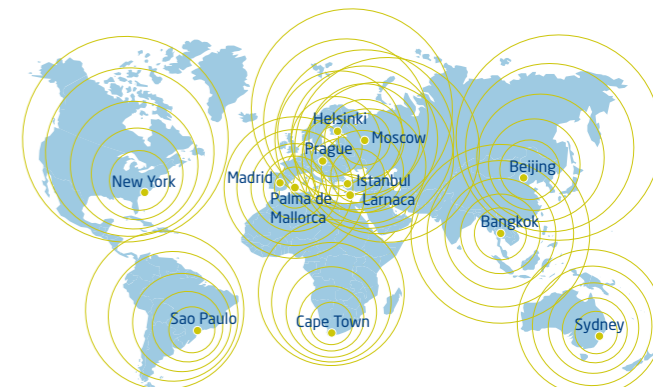 Helsinki
Moscow
Prague
Madrid
Istanbul
Palma de
Mallorca
Larnaca
New York
Beijing
Bangkok
Sao Paulo
Cape Town
Sydney